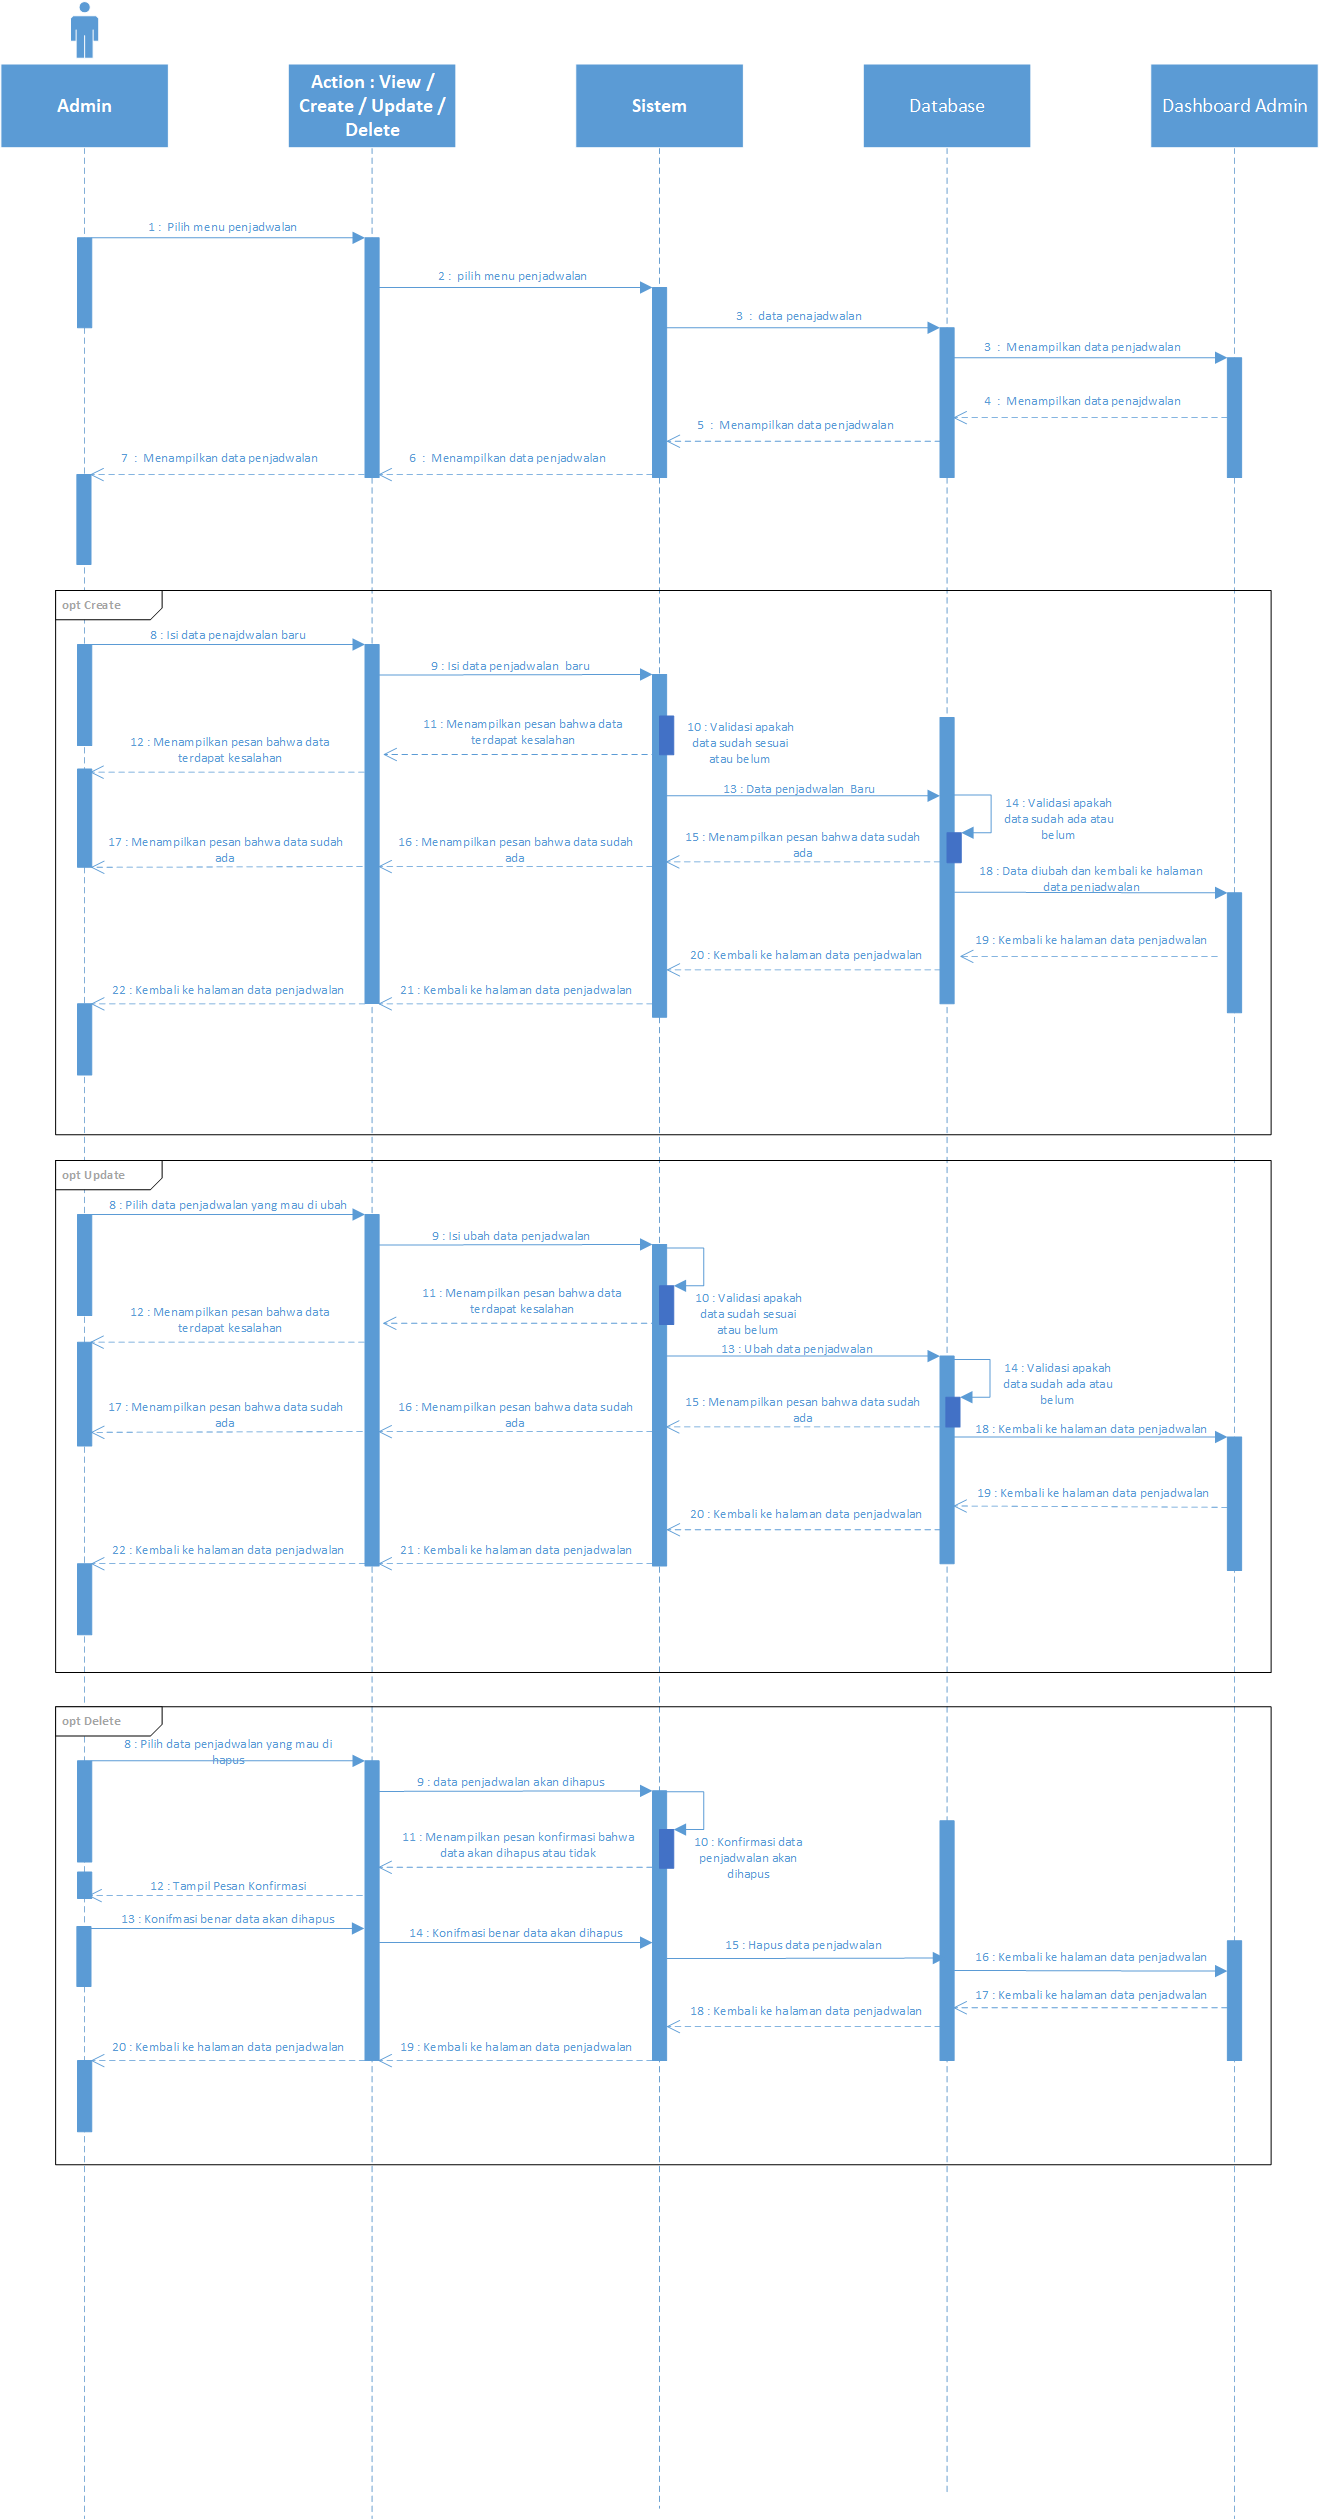 Admin
Action : View /
Create / Update /
Delete
Sistem
Database
Dashboard Admin
1 :  Pilih menu penjadwalan
2 :  pilih menu penjadwalan
3  :  data penajadwalan
3  :  Menampilkan data penjadwalan
4  :  Menampilkan data penajdwalan
5  :  Menampilkan data penjadwalan
6  :  Menampilkan data penjadwalan
7  :  Menampilkan data penjadwalan
opt Create
8 : Isi data penajdwalan baru
9 : Isi data penjadwalan  baru
10 : Validasi apakah
data sudah sesuai
atau belum
11 : Menampilkan pesan bahwa data
terdapat kesalahan
12 : Menampilkan pesan bahwa data
terdapat kesalahan
13 : Data penjadwalan  Baru
14 : Validasi apakah
data sudah ada atau
belum
15 : Menampilkan pesan bahwa data sudah
ada
16 : Menampilkan pesan bahwa data sudah
ada
17 : Menampilkan pesan bahwa data sudah
ada
18 : Data diubah dan kembali ke halaman
data penjadwalan
19 : Kembali ke halaman data penjadwalan
20 : Kembali ke halaman data penjadwalan
21 : Kembali ke halaman data penjadwalan
22 : Kembali ke halaman data penjadwalan
opt Update
8 : Pilih data penjadwalan yang mau di ubah
9 : Isi ubah data penjadwalan
10 : Validasi apakah
data sudah sesuai
atau belum
11 : Menampilkan pesan bahwa data
terdapat kesalahan
12 : Menampilkan pesan bahwa data
terdapat kesalahan
13 : Ubah data penjadwalan
14 : Validasi apakah
data sudah ada atau
belum
15 : Menampilkan pesan bahwa data sudah
ada
16 : Menampilkan pesan bahwa data sudah
ada
17 : Menampilkan pesan bahwa data sudah
ada
18 : Kembali ke halaman data penjadwalan
19 : Kembali ke halaman data penjadwalan
20 : Kembali ke halaman data penjadwalan
21 : Kembali ke halaman data penjadwalan
22 : Kembali ke halaman data penjadwalan
opt Delete
8 : Pilih data penjadwalan yang mau di
hapus
9 : data penjadwalan akan dihapus
10 : Konfirmasi data
penjadwalan akan
dihapus
11 : Menampilkan pesan konfirmasi bahwa
data akan dihapus atau tidak
12 : Tampil Pesan Konfirmasi
13 : Konifmasi benar data akan dihapus
14 : Konifmasi benar data akan dihapus
15 : Hapus data penjadwalan
16 : Kembali ke halaman data penjadwalan
17 : Kembali ke halaman data penjadwalan
18 : Kembali ke halaman data penjadwalan
19 : Kembali ke halaman data penjadwalan
20 : Kembali ke halaman data penjadwalan